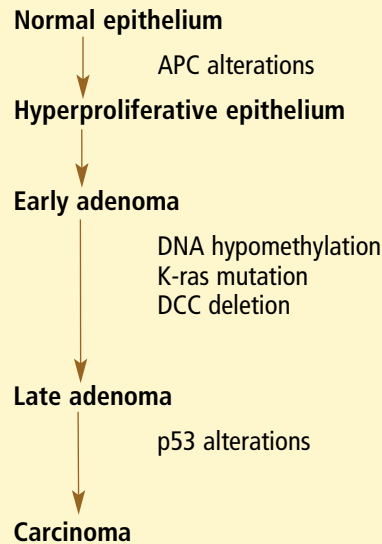 Normal epithelium
APC alterations
Hyperproliferative epithelium
Early adenoma
DNA hypomethylation
K-ras mutation
DCC deletion
Late adenoma
p53 alterations
Carcinoma